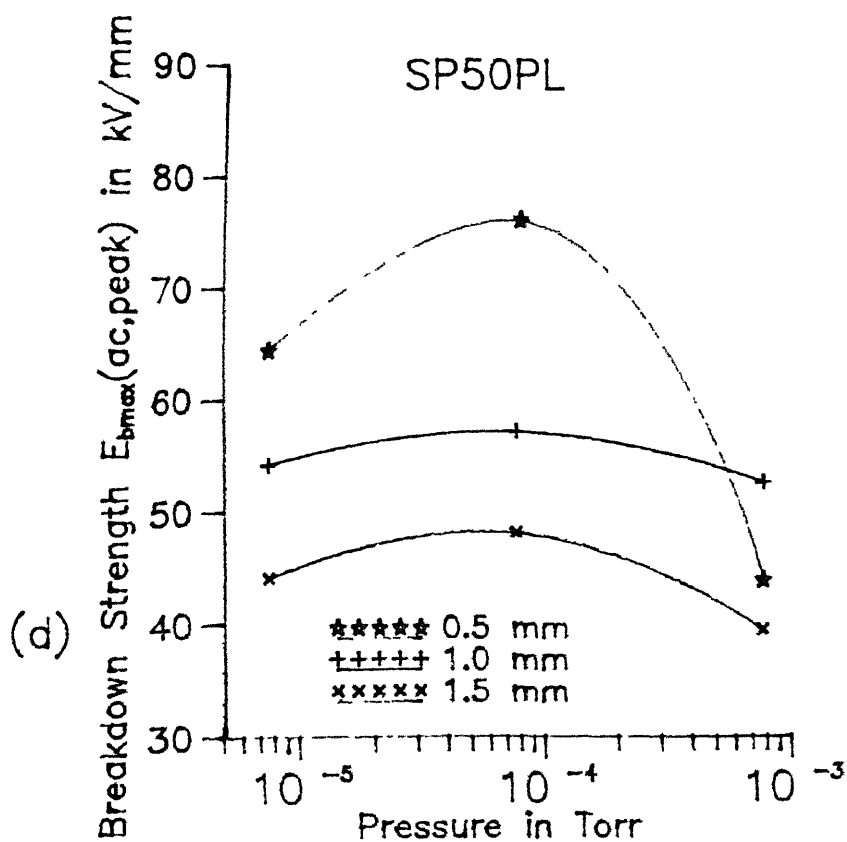 SP50PL
Breakdown Strength Ebmax(ac,peak) in kV/mm
90
80
70
60
50
40
30
(d)
0.5 mm
1.0 mm
1.5 mm
10 -5
10 -4
10 -3
Pressure in Torr